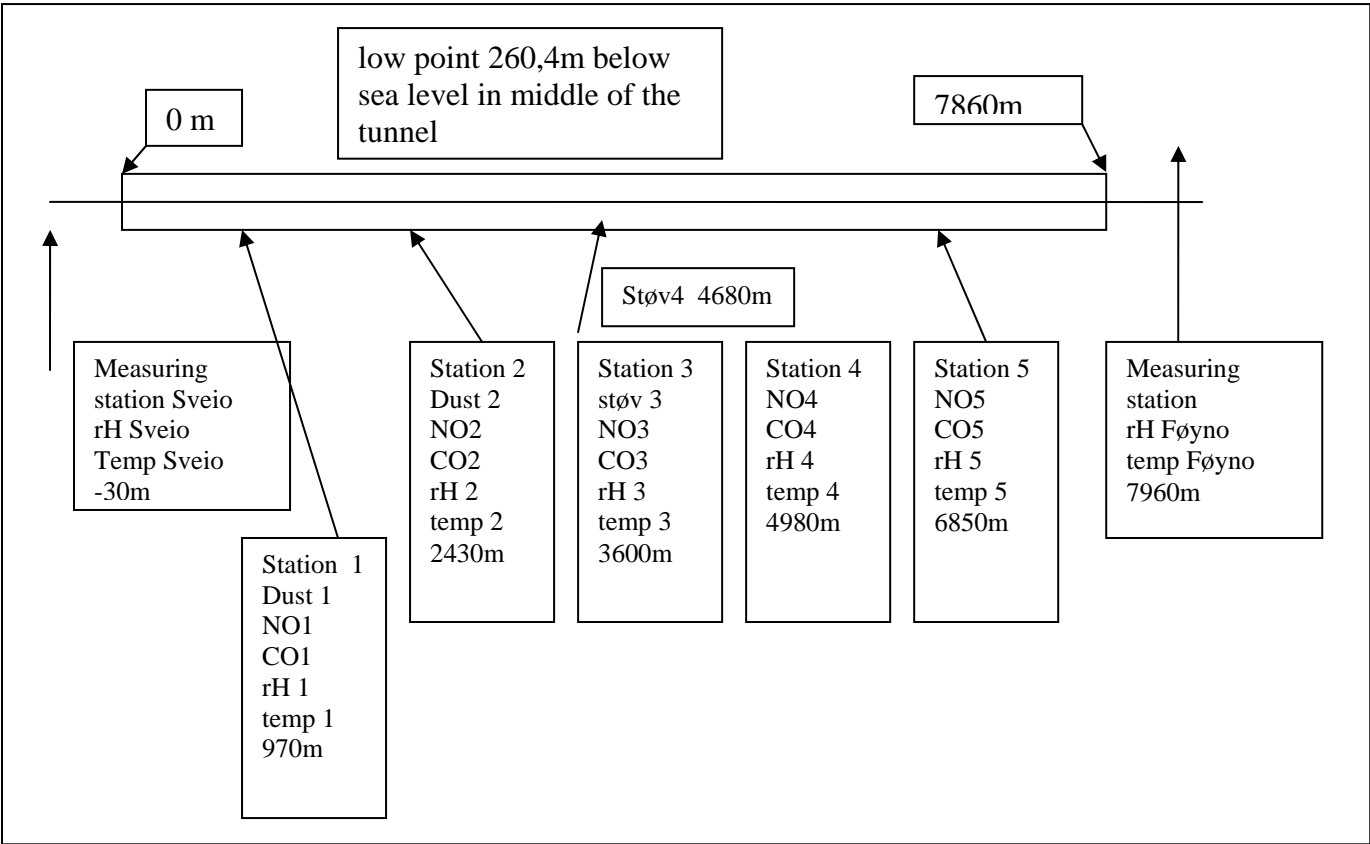 low point 260,4m below
sea level in middle of the
tunnel
0 m
7860m
Støv4 4680m
Measuring
station Sveio
rH Sveio
Temp Sveio
-30m
Station 1
Dust 1
NO1
CO1
rH 1
temp 1
970m
Station 2
Dust 2
NO2
CO2
rH 2
temp 2
2430m
Station 3
støv 3
NO3
CO3
rH 3
temp 3
3600m
Station 4
NO4
CO4
rH 4
temp 4
4980m
Station 5
NO5
CO5
rH 5
temp 5
6850m
Measuring
station
rH Føyno
temp Føyno
7960m